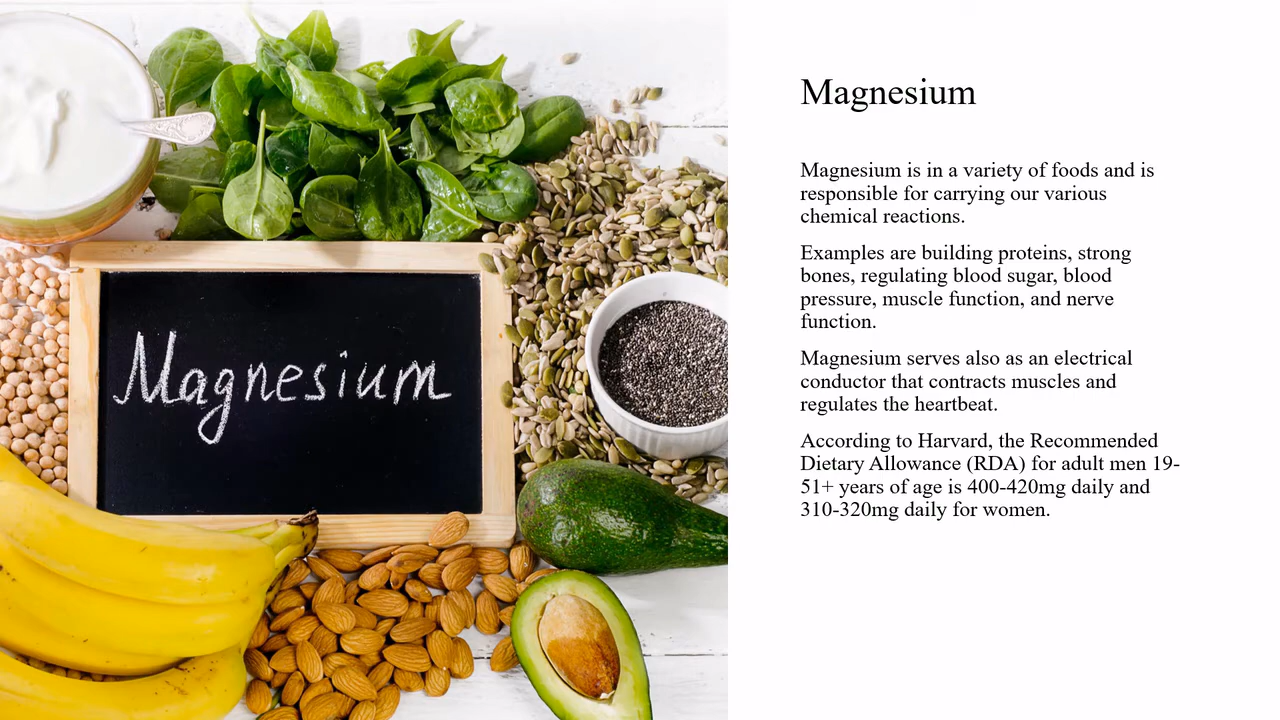 Magnesium
Magnesium
Magnesium is in a variety of foods and is
responsible for carrying our various
chemical reactions.
Examples are building proteins, strong
bones, regulating blood sugar, blood
pressure, muscle function, and nerve
function.
Magnesium serves also as an electrical
conductor that contracts muscles and
regulates the heartbeat.
According to Harvard, the Recommended
Dietary Allowance (RDA) for adult men 19-
51+ years of age is 400-420mg daily and
310-320mg daily for women.